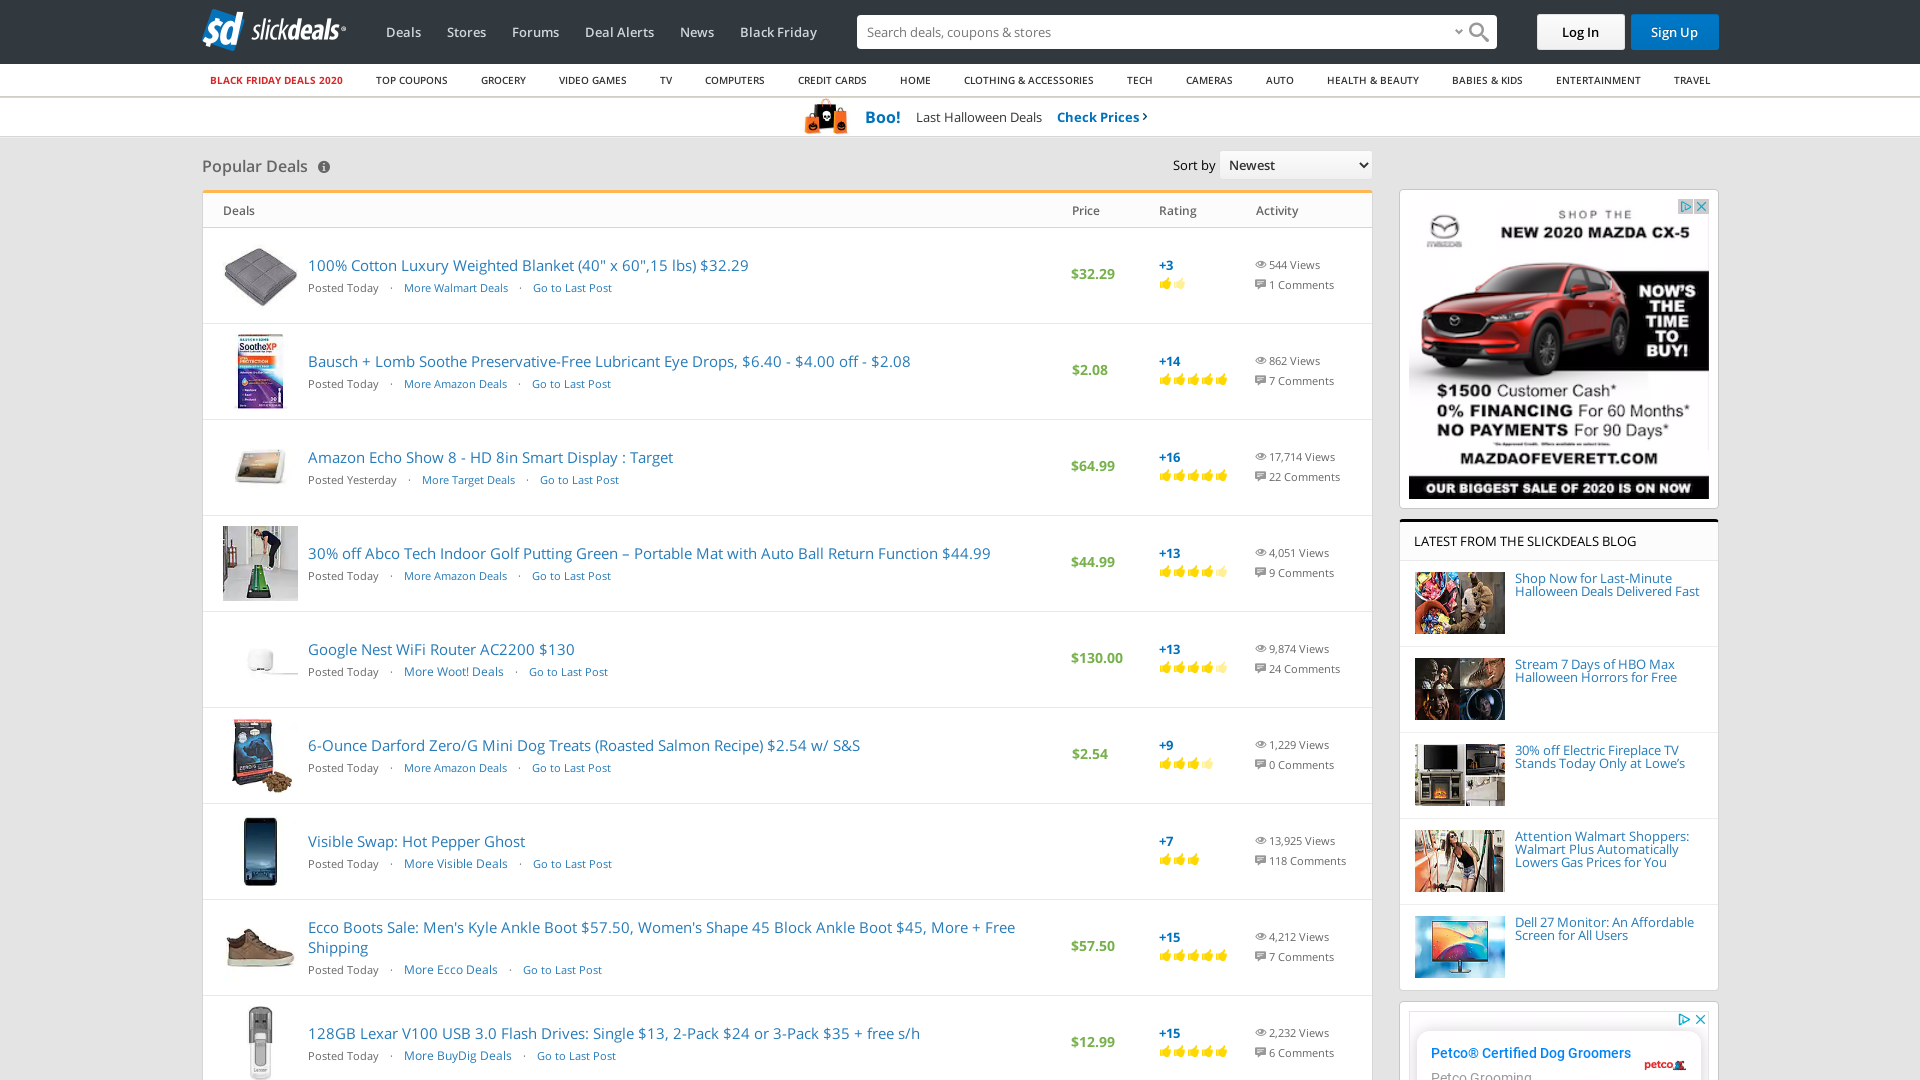 sd slickdeals
Deals
Stores
Forums
Deal Alerts
News
Black Friday
Search deals, coupons & shops
Log In
Sign Up
BLACK FRIDAY DEALS 2020
TOP COUPONS
GROCERY
VIDEO GAMES
TV
COMPUTERS
CREDIT CARDS
HOME
CLOTHING & ACCESSORIES
TECH
CAMERAS
AUTO
HEALTH & BEAUTY
BABIES & KIDS
ENTERTAINMENT
TRAVEL
Boo! Last Halloween Deals Check Prices
Popular Deals
Sort by Newest
Deals Price Rating Activity
100% Cotton Luxury Weighted Blanket (40" x 60",15 lbs) $32.29
Posted Today · More Walmart Deals · Go to Last Post
$32.29
+3
544 Views
1 Comments
SootheXP
Bausch + Lomb Soothe Preservative-Free Lubricant Eye Drops, $6.40 - $4.00 off - $2.08
Posted Today · More Amazon Deals · Go to Last Post
$2.08
+14
862 Views
7 Comments
Amazon Echo Show 8 - HD 8in Smart Display : Target
Posted Yesterday · More Target Deals · Go to Last Post
$64.99
+16
17,714 Views
22 Comments
30% off Abco Tech Indoor Golf Putting Green – Portable Mat with Auto Ball Return Function $44.99
Posted Today · More Amazon Deals · Go to Last Post
$44.99
+13
4,051 Views
9 Comments
Google Nest WiFi Router AC2200 $130
Posted Today · More Woot! Deals · Go to Last Post
$130.00
+13
9,874 Views
24 Comments
6-Ounce Darford Zero/G Mini Dog Treats (Roasted Salmon Recipe) $2.54 w/ S&S
Posted Today · More Amazon Deals · Go to Last Post
$2.54
+9
1,229 Views
0 Comments
Visible Swap: Hot Pepper Ghost
Posted Today · More Visible Deals · Go to Last Post
+7
13,925 Views
118 Comments
Ecco Boots Sale: Men's Kyle Ankle Boot $57.50, Women's Shape 45 Block Ankle Boot $45, More + Free
Shipping
Posted Today · More Ecco Deals · Go to Last Post
$57.50
+15
4,212 Views
7 Comments
128GB Lexar V100 USB 3.0 Flash Drives: Single $13, 2-Pack $24 or 3-Pack $35 + free s/h
Posted Today · More BuyDig Deals · Go to Last Post
$12.99
+15
2,232 Views
6 Comments
SHOP THE
NEW 2020 MAZDA CX-5
mazda
NOW'S
THE
TIME
TO
BUY!
$1500 Customer Cash*
0% FINANCING For 60 Months*
NO PAYMENTS For 90 Days*
MAZDAOFEVERETT.COM
OUR BIGGEST SALE OF 2020 IS ON NOW
LATEST FROM THE SLICKDEALS BLOG
Shop Now for Last-Minute
Halloween Deals Delivered Fast
Stream 7 Days of HBO Max
Halloween Horrors for Free
30% off Electric Fireplace TV
Stands Today Only at Lowe's
Attention Walmart Shoppers:
Walmart Plus Automatically
Lowers Gas Prices for You
Dell 27 Monitor: An Affordable
Screen for All Users
Petco® Certified Dog Groomers
petco
Petco Grooming